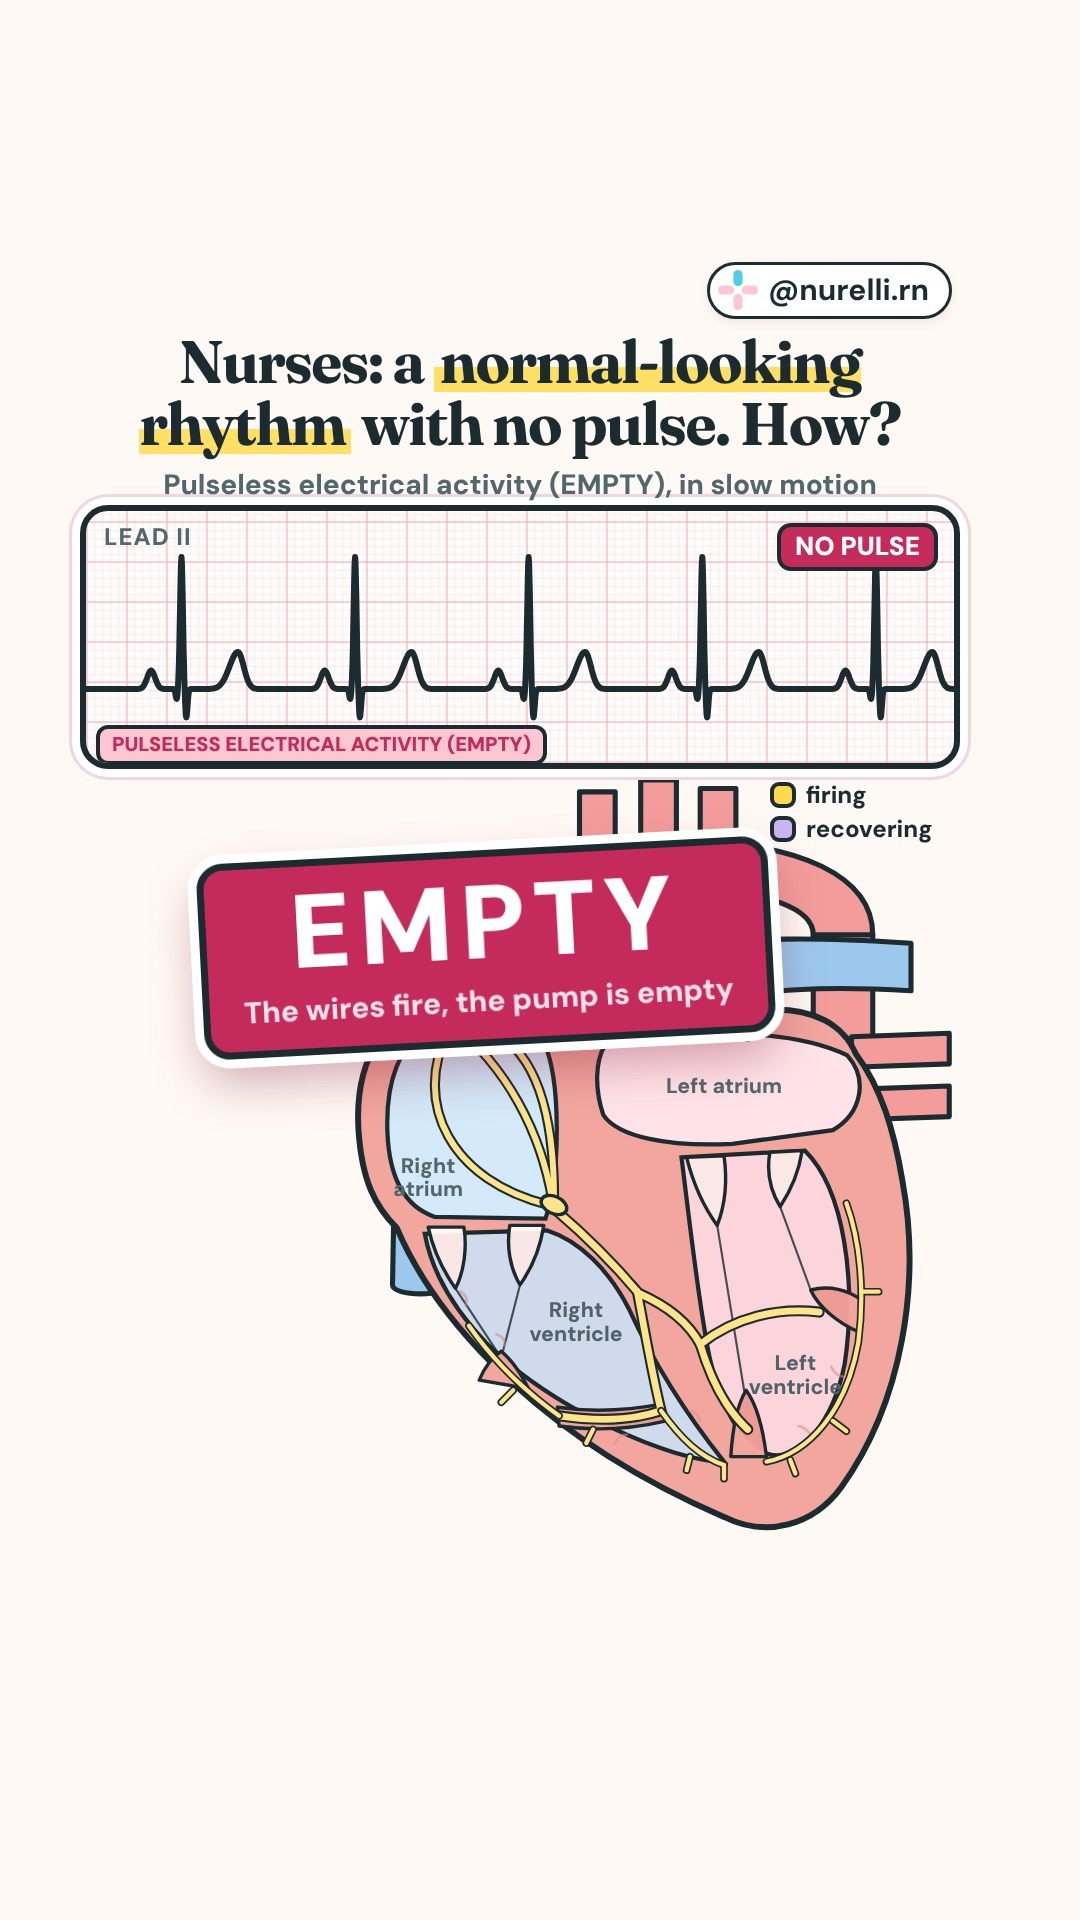 @nurelli.rn
Nurses: a normal-looking
rhythm with no pulse. How?
Pulseless electrical activity (EMPTY), in slow motion
LEAD II
NO PULSE
PULSELESS ELECTRICAL ACTIVITY (EMPTY)
firing
recovering
EMPTY
The wires fire, the pump is empty
Left atrium
Right
atrium
Right
ventricle
Left
ventricle